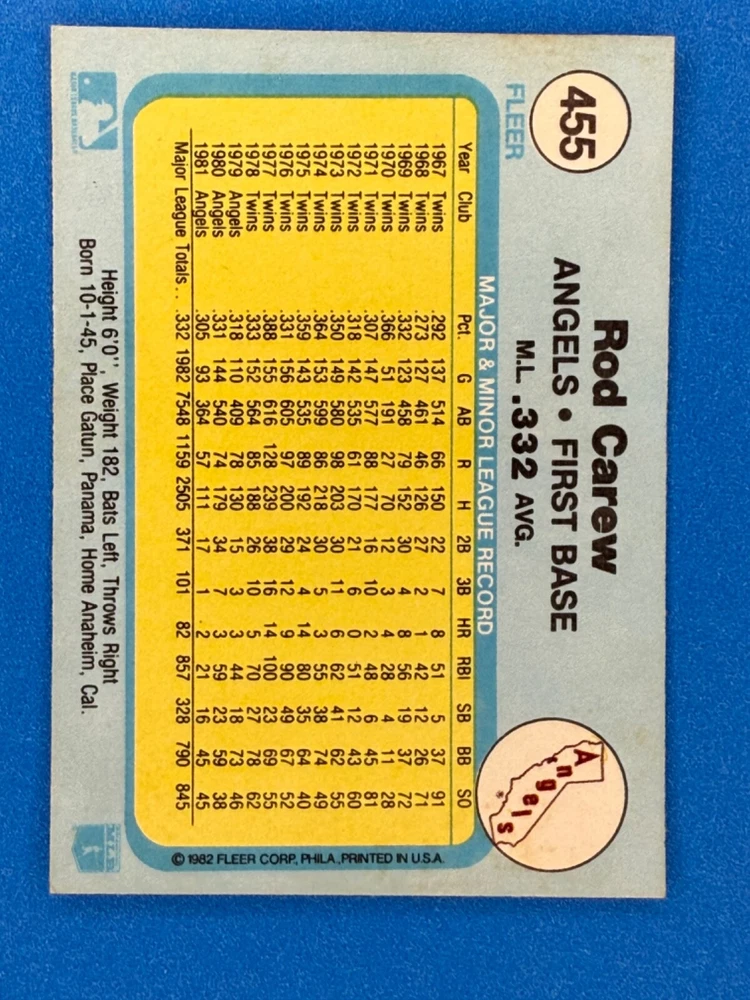 455
FLEER
Rod Carew
ANGELS • FIRST BASE
M.L. .332 AVG.
Angels
MAJOR & MINOR LEAGUE RECORD
Year Club Pct. G AB R H 2B 3B HR RBI SB BB SO
1967 Twins .292 137 514 66 150 22 7 8 51 5 37 91
1968 Twins .273 127 461 46 126 27 2 1 42 12 26 71
1969 Twins .332 123 458 79 152 30 4 8 56 19 37 72
1970 Twins .366 51 191 27 70 12 3 4 28 4 11 28
1971 Twins .307 147 577 88 177 16 10 2 48 6 45 81
1972 Twins .318 142 535 61 170 21 6 0 51 12 43 60
1973 Twins .350 149 580 98 203 30 11 6 62 41 62 55
1974 Twins .364 153 599 86 218 30 5 3 55 38 74 49
1975 Twins .359 143 535 89 192 24 4 14 80 35 64 40
1976 Twins .331 156 605 97 200 29 12 9 90 49 67 52
1977 Twins .388 155 616 128 239 38 16 14 100 23 69 55
1978 Twins .333 152 564 85 188 26 10 5 70 27 78 62
1979 Angels .318 110 409 78 130 15 3 3 44 18 73 46
1980 Angels .331 144 540 74 179 34 7 3 59 23 59 38
1981 Angels .305 93 364 57 111 17 1 2 21 16 45 45
Major League Totals . . .332 1982 7548 1159 2505 371 101 82 857 328 790 845
© 1982 FLEER CORP., PHILA., PRINTED IN U.S.A.
MAJOR LEAGUE BASEBALL
Height 6'0'', Weight 182, Bats Left, Throws Right
Born 10-1-45, Place Gatun, Panama, Home Anaheim, Cal.